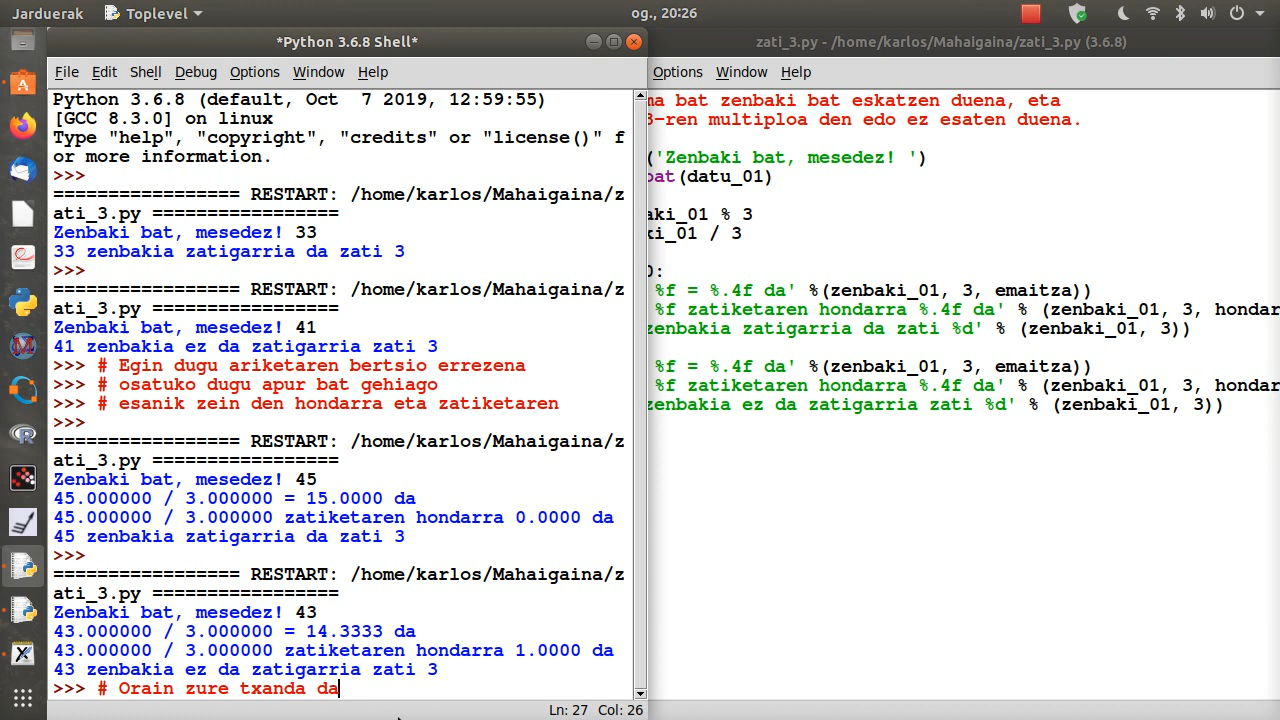 Jarduerak
Toplevel
og., 20:26
*Python 3.6.8 Shell*
File Edit Shell Debug Options Window Help
Python 3.6.8 (default, Oct  7 2019, 12:59:55)
[GCC 8.3.0] on linux
Type "help", "copyright", "credits" or "license()" f
or more information.
>>>
================= RESTART: /home/karlos/Mahaigaina/z
ati_3.py =================
Zenbaki bat, mesedez! 33
33 zenbakia zatigarria da zati 3
>>>
================= RESTART: /home/karlos/Mahaigaina/z
ati_3.py =================
Zenbaki bat, mesedez! 41
41 zenbakia ez da zatigarria zati 3
>>> # Egin dugu ariketaren bertsio errezena
>>> # osatuko dugu apur bat gehiago
>>> # esanik zein den hondarra eta zatiketaren
>>>
================= RESTART: /home/karlos/Mahaigaina/z
ati_3.py =================
Zenbaki bat, mesedez! 45
45.000000 / 3.000000 = 15.0000 da
45.000000 / 3.000000 zatiketaren hondarra 0.0000 da
45 zenbakia zatigarria da zati 3
>>>
================= RESTART: /home/karlos/Mahaigaina/z
ati_3.py =================
Zenbaki bat, mesedez! 43
43.000000 / 3.000000 = 14.3333 da
43.000000 / 3.000000 zatiketaren hondarra 1.0000 da
43 zenbakia ez da zatigarria zati 3
>>> # Orain zure txanda da
Ln: 27 Col: 26
zati_3.py - /home/karlos/Mahaigaina/zati_3.py (3.6.8)
Options Window Help
ma bat zenbaki bat eskatzen duena, eta
3-ren multiploa den edo ez esaten duena.
('Zenbaki bat, mesedez! ')
bat(datu_01)
aki_01 % 3
ki_01 / 3
0:
%f = %.4f da' %(zenbaki_01, 3, emaitza))
%f zatiketaren hondarra %.4f da' % (zenbaki_01, 3, hondar
zenbakia zatigarria da zati %d' % (zenbaki_01, 3))
%f = %.4f da' %(zenbaki_01, 3, emaitza))
%f zatiketaren hondarra %.4f da' % (zenbaki_01, 3, hondar
zenbakia ez da zatigarria zati %d' % (zenbaki_01, 3))